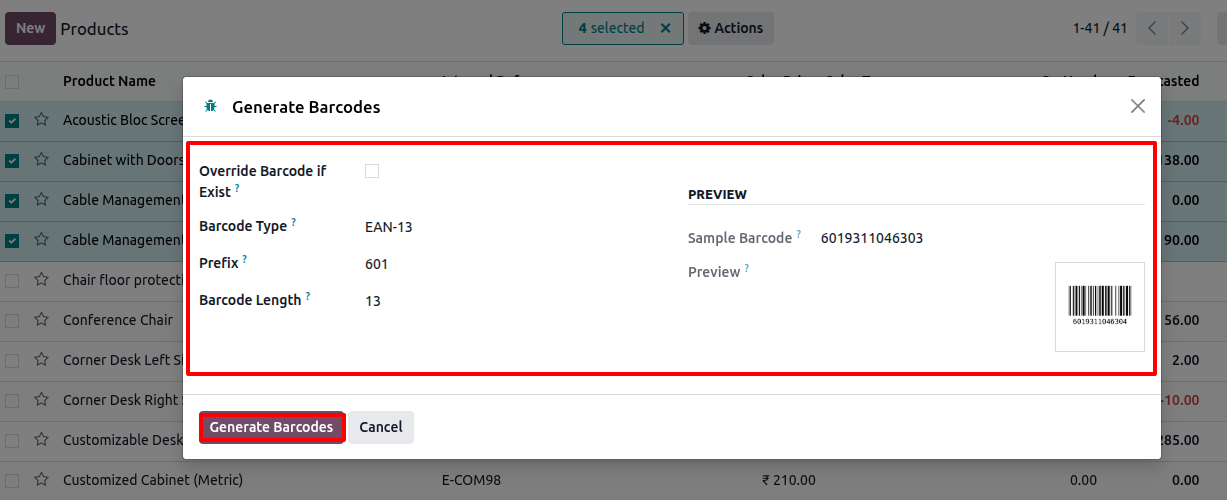 New Products 4 selected × Actions 1-41 / 41
Product Name
Generate Barcodes
Acoustic Bloc Scree -4.00
Cabinet with Doors 38.00
Cable Management 0.00
Cable Management 90.00
Chair floor protecti
Conference Chair 56.00
Corner Desk Left Si 2.00
Corner Desk Right -10.00
Customizable Desk 285.00
Customized Cabinet (Metric) E-COM98 ₹ 210.00 0.00 0.00
Override Barcode if
Exist ?
Barcode Type ? EAN-13
Prefix ? 601
Barcode Length ? 13
PREVIEW
Sample Barcode ? 6019311046303
Preview ?
6019311046304
Generate Barcodes Cancel